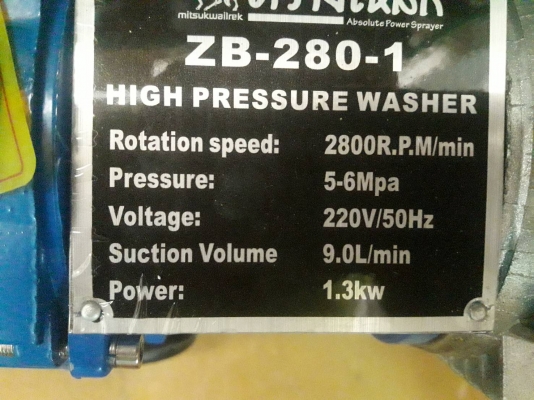 mitsukwailrek
Absolute Power Sprayer
ZB-280-1
HIGH PRESSURE WASHER
Rotation speed: 2800R.P.M/min
Pressure: 5-6Mpa
Voltage: 220V/50Hz
Suction Volume 9.0L/min
Power: 1.3kw